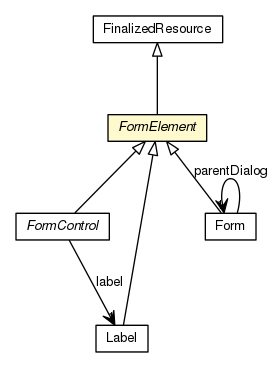 FinalizedResource
FormElement
parentDialog
FormControl
Form
label
Label